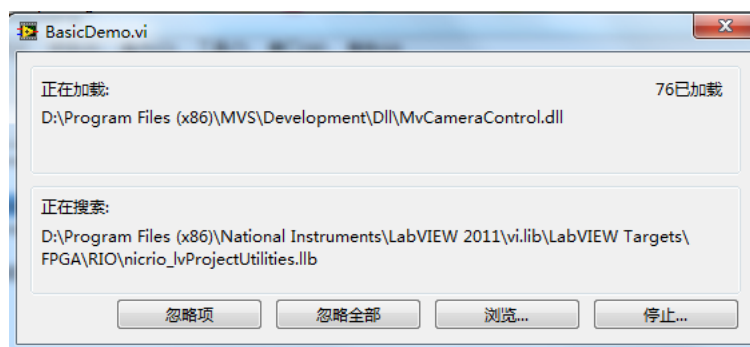 BasicDemo.vi
正在加载:
76已加载
D:\Program Files (x86)\MVS\Development\Dll\MvCameraControl.dll
正在搜索:
D:\Program Files (x86)\National Instruments\LabVIEW 2011\vi.lib\LabVIEW Targets\
FPGA\RIO\nicrio_lvProjectUtilities.llb
忽略项
忽略全部
浏览...
停止...